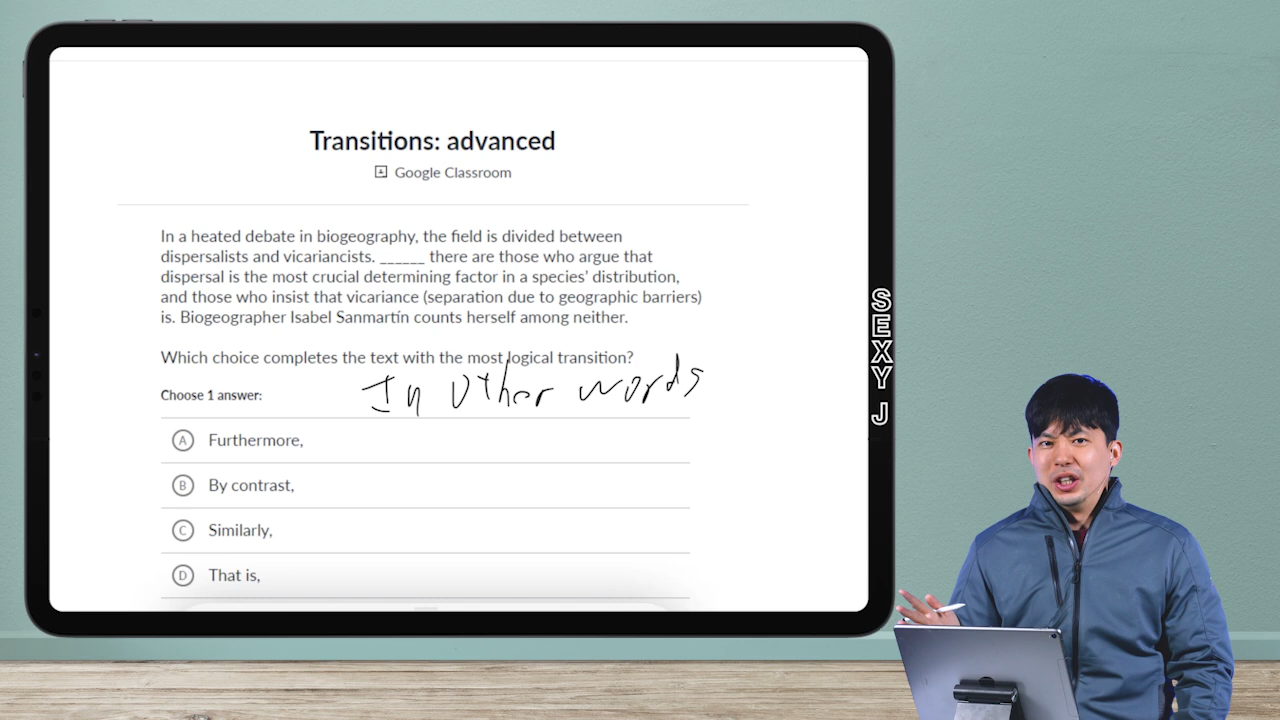 Transitions: advanced
Google Classroom
In a heated debate in biogeography, the field is divided between
dispersalists and vicariancists. ______ there are those who argue that
dispersal is the most crucial determining factor in a species' distribution,
and those who insist that vicariance (separation due to geographic barriers)
is. Biogeographer Isabel Sanmartín counts herself among neither.
Which choice completes the text with the most logical transition?
Choose 1 answer:
In other words
A Furthermore,
B By contrast,
C Similarly,
D That is,
SEXY J